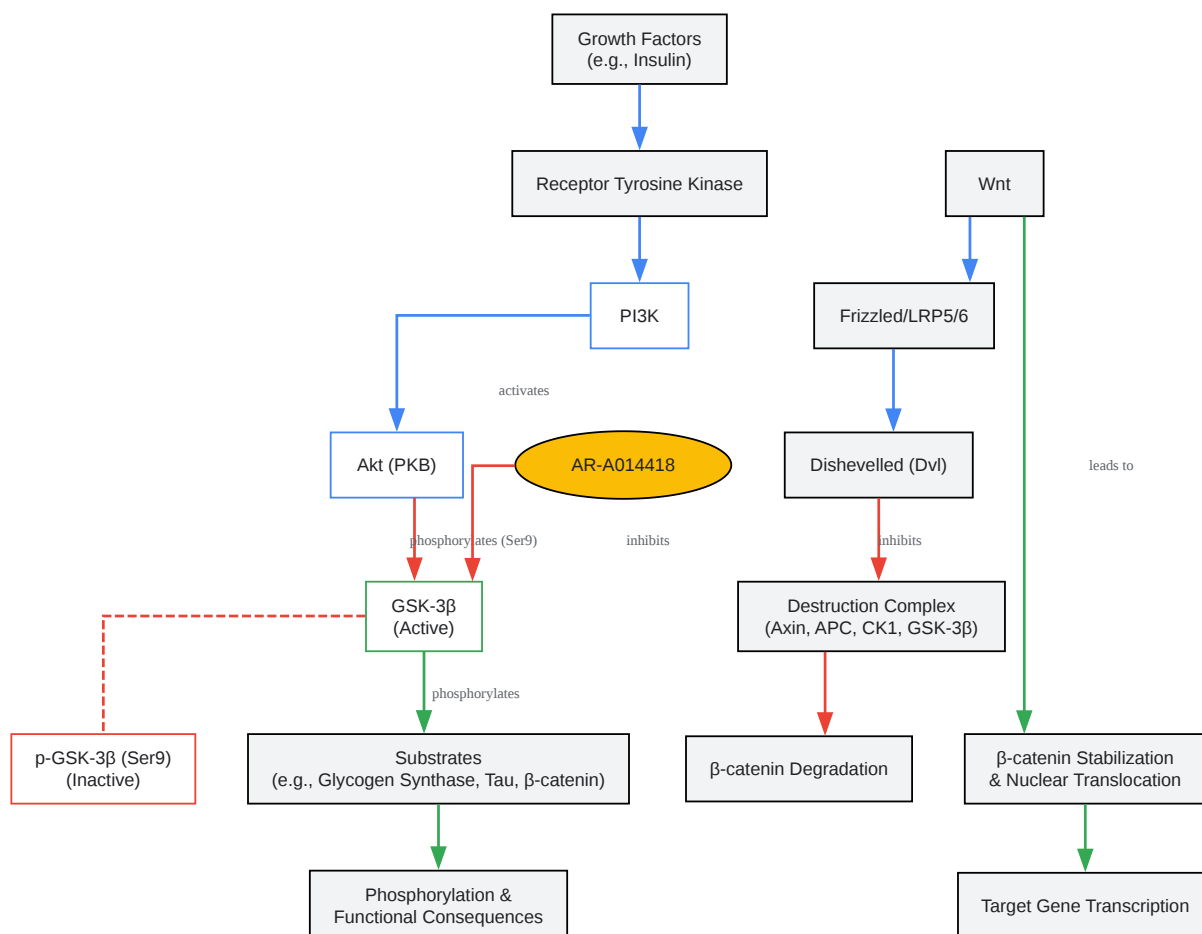 Growth Factors
(e.g., Insulin)
Receptor Tyrosine Kinase
Wnt
PI3K
Frizzled/LRP5/6
activates
Akt (PKB)
AR-A014418
Dishevelled (Dvl)
leads to
phosphorylates (Ser9)
inhibits
inhibits
GSK-3β
(Active)
Destruction Complex
(Axin, APC, CK1, GSK-3β)
phosphorylates
p-GSK-3β (Ser9)
(Inactive)
Substrates
(e.g., Glycogen Synthase, Tau, β-catenin)
β-catenin Degradation
β-catenin Stabilization
& Nuclear Translocation
Phosphorylation &
Functional Consequences
Target Gene Transcription